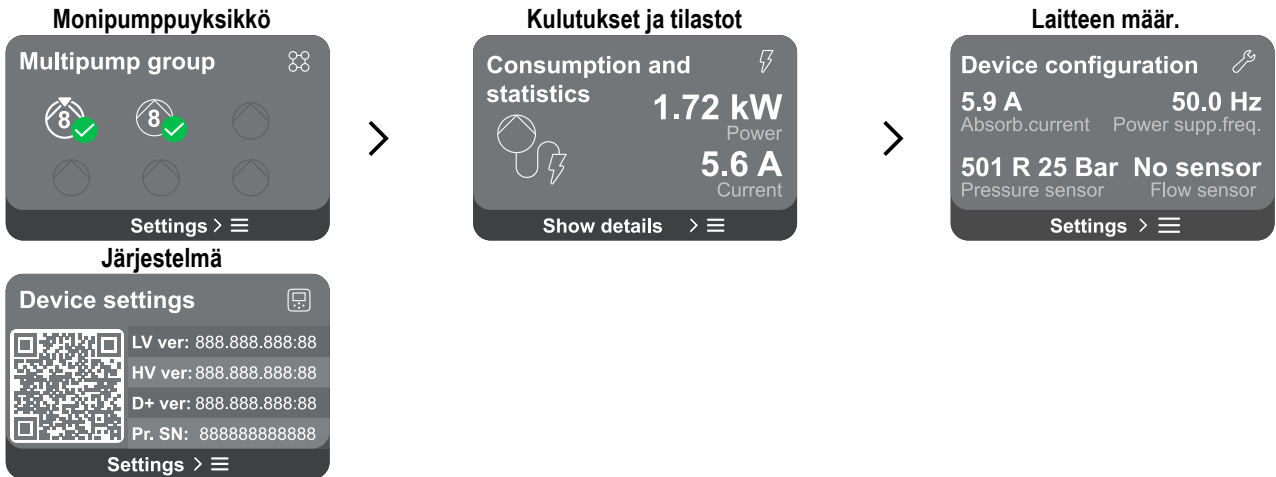 Monipumppuyksikkö
Multipump group
8
8
Settings > ☰
Kulutukset ja tilastot
Consumption and
statistics
1.72 kW
Power
5.6 A
Current
Show details > ☰
Laitteen määr.
Device configuration
5.9 A 50.0 Hz
Absorb.current Power supp.freq.
501 R 25 Bar No sensor
Pressure sensor Flow sensor
Settings > ☰
Järjestelmä
Device settings
LV ver: 888.888.888:88
HV ver: 888.888.888:88
D+ ver: 888.888.888:88
Pr. SN: 888888888888
Settings > ☰